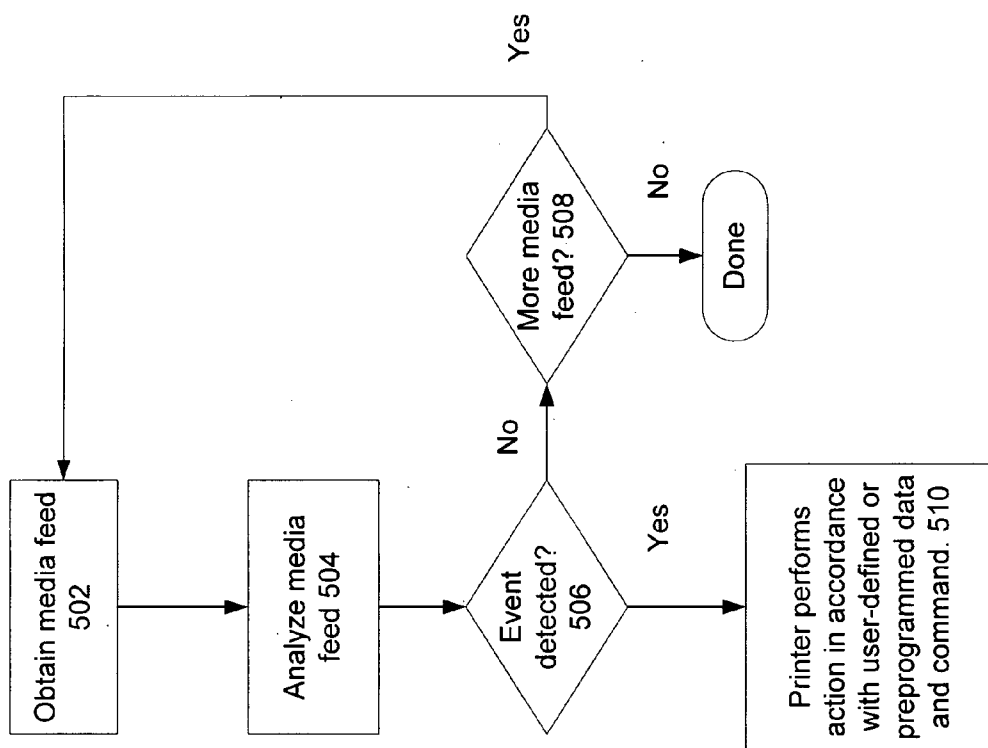 Obtain media feed
502
Analyze media
feed 504
Event
detected?
506
No
Yes
More media
feed? 508
Yes
No
Done
Printer performs
action in accordance
with user-defined or
preprogrammed data
and command. 510